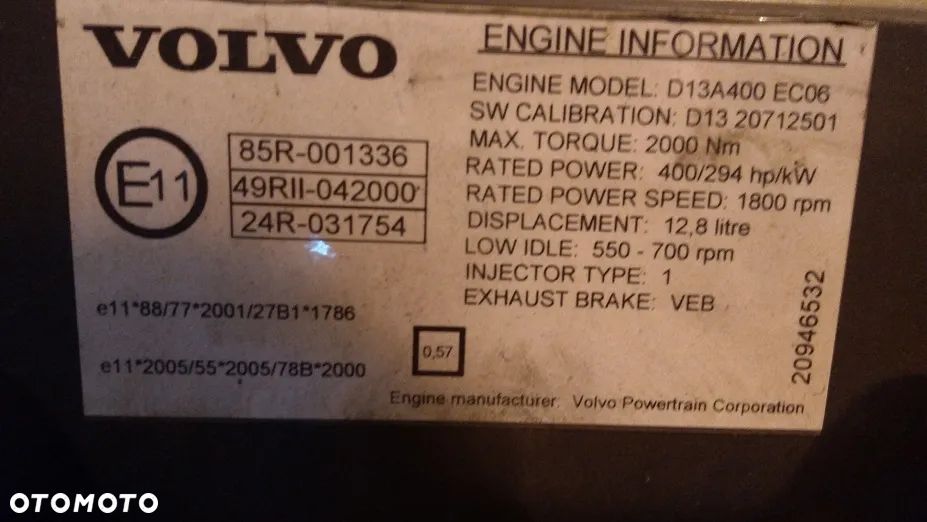 VOLVO
E11
85R-001336
49RII-042000
24R-031754
e11*88/77*2001/27B1*1786
e11*2005/55*2005/78B*2000
0,57
ENGINE INFORMATION
ENGINE MODEL: D13A400 EC06
SW CALIBRATION: D13 20712501
MAX. TORQUE: 2000 Nm
RATED POWER: 400/294 hp/kW
RATED POWER SPEED: 1800 rpm
DISPLACEMENT: 12,8 litre
LOW IDLE: 550 - 700 rpm
INJECTOR TYPE: 1
EXHAUST BRAKE: VEB
20946532
Engine manufacturer: Volvo Powertrain Corporation
OTOMOTO